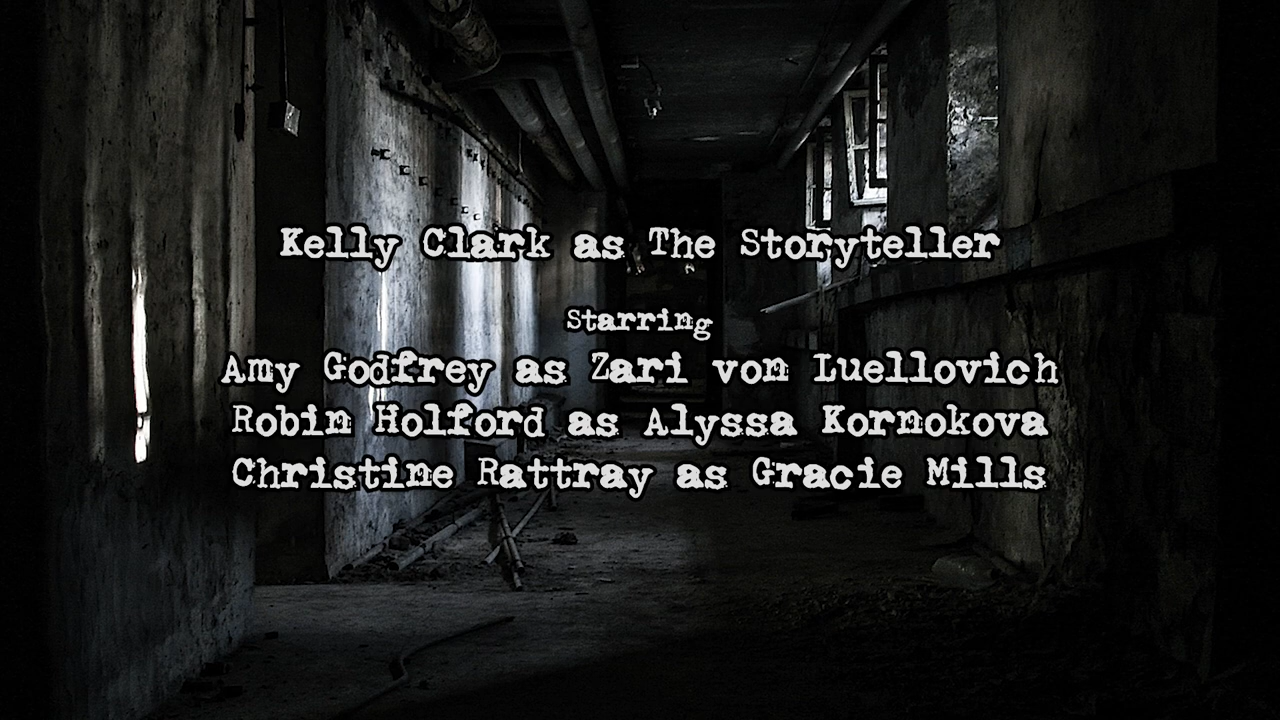 Kelly Clark as The Storyteller
Starring
Amy Godfrey as Zari von Luellovich
Robin Holford as Alyssa Kormokova
Christine Rattray as Gracie Mills